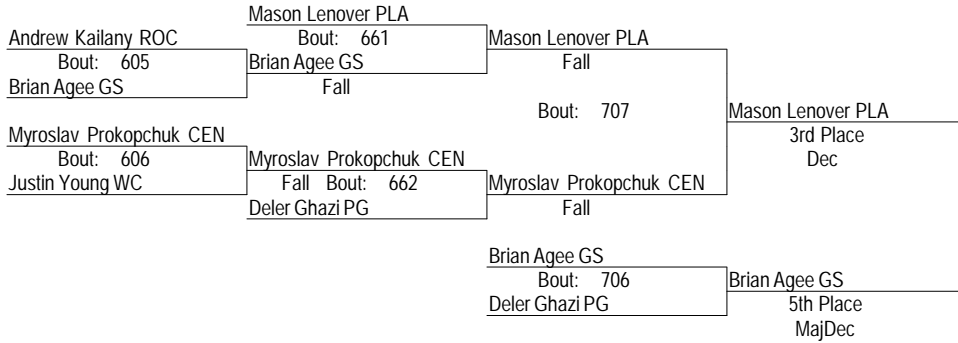 Mason Lenover PLA
Andrew Kailany ROC
Bout: 661
Mason Lenover PLA
Bout: 605
Brian Agee GS
Fall
Brian Agee GS
Fall
Bout: 707
Mason Lenover PLA
Myroslav Prokopchuk CEN
3rd Place
Bout: 606
Myroslav Prokopchuk CEN
Dec
Justin Young WC
Fall Bout: 662
Myroslav Prokopchuk CEN
Deler Ghazi PG
Fall
Brian Agee GS
Bout: 706
Brian Agee GS
Deler Ghazi PG
5th Place
MajDec